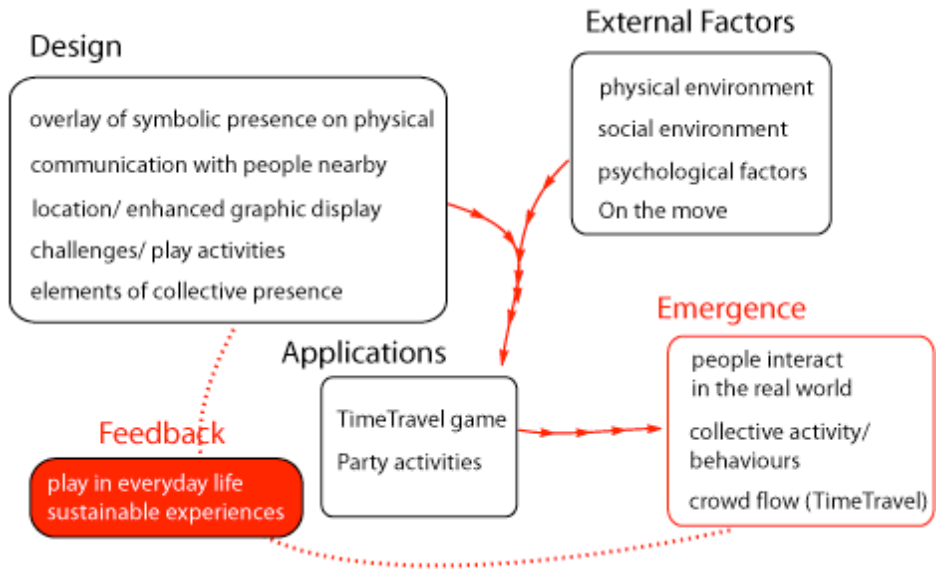 Design
overlay of symbolic presence on physical
communication with people nearby
location/ enhanced graphic display
challenges/ play activities
elements of collective presence
External Factors
physical environment
social environment
psychological factors
On the move
Applications
TimeTravel game
Party activities
Emergence
people interact
in the real world
collective activity/
behaviours
crowd flow (TimeTravel)
Feedback
play in everyday life
sustainable experiences